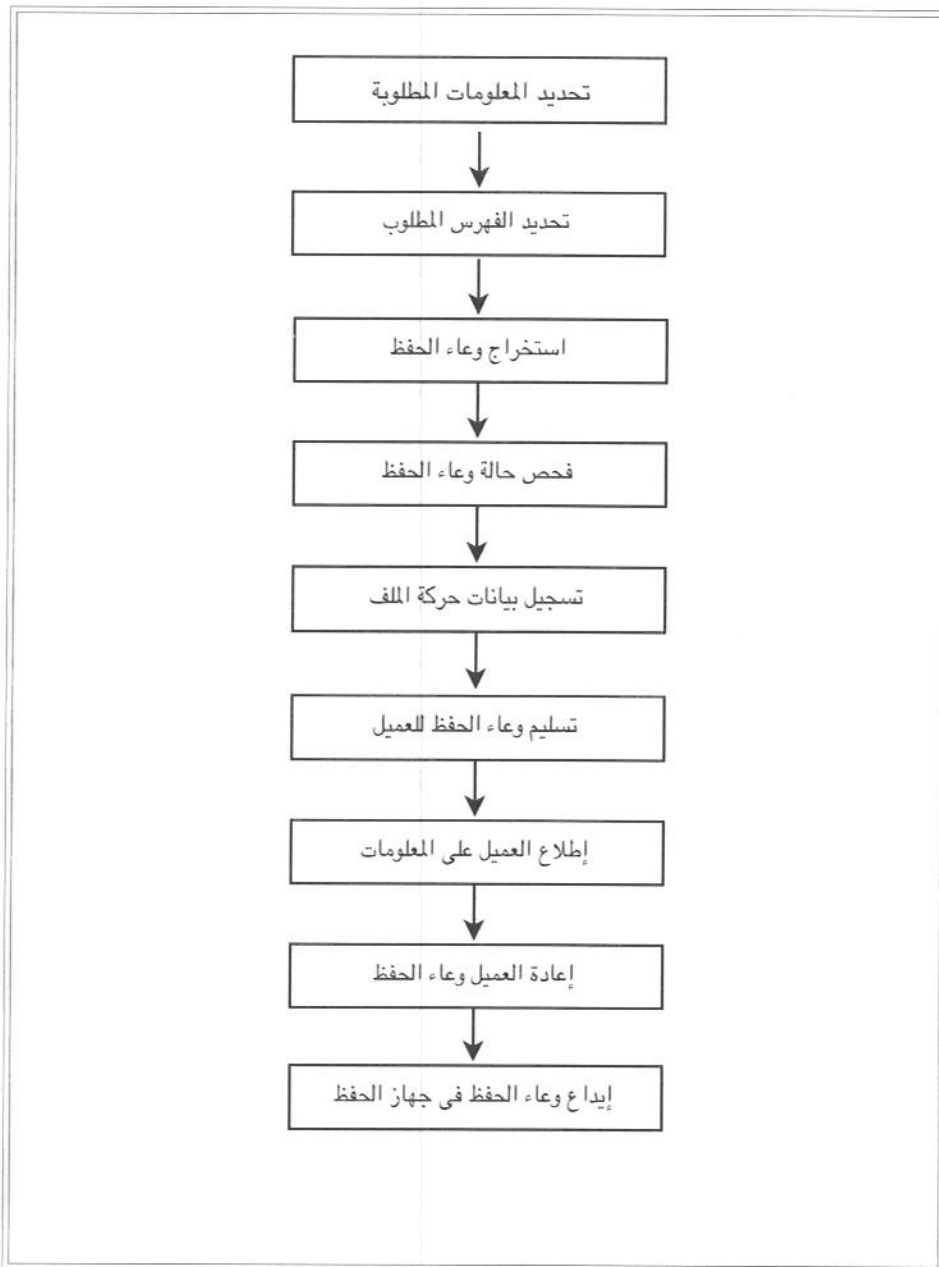 تحديد المعلومات المطلوبة
تحديد الفهرس المطلوب
استخراج وعاء الحفظ
فحص حالة وعاء الحفظ
تسجيل بيانات حركة الملف
تسليم وعاء الحفظ للعميل
إطلاع العميل على المعلومات
إعادة العميل وعاء الحفظ
إيداع وعاء الحفظ فى جهاز الحفظ